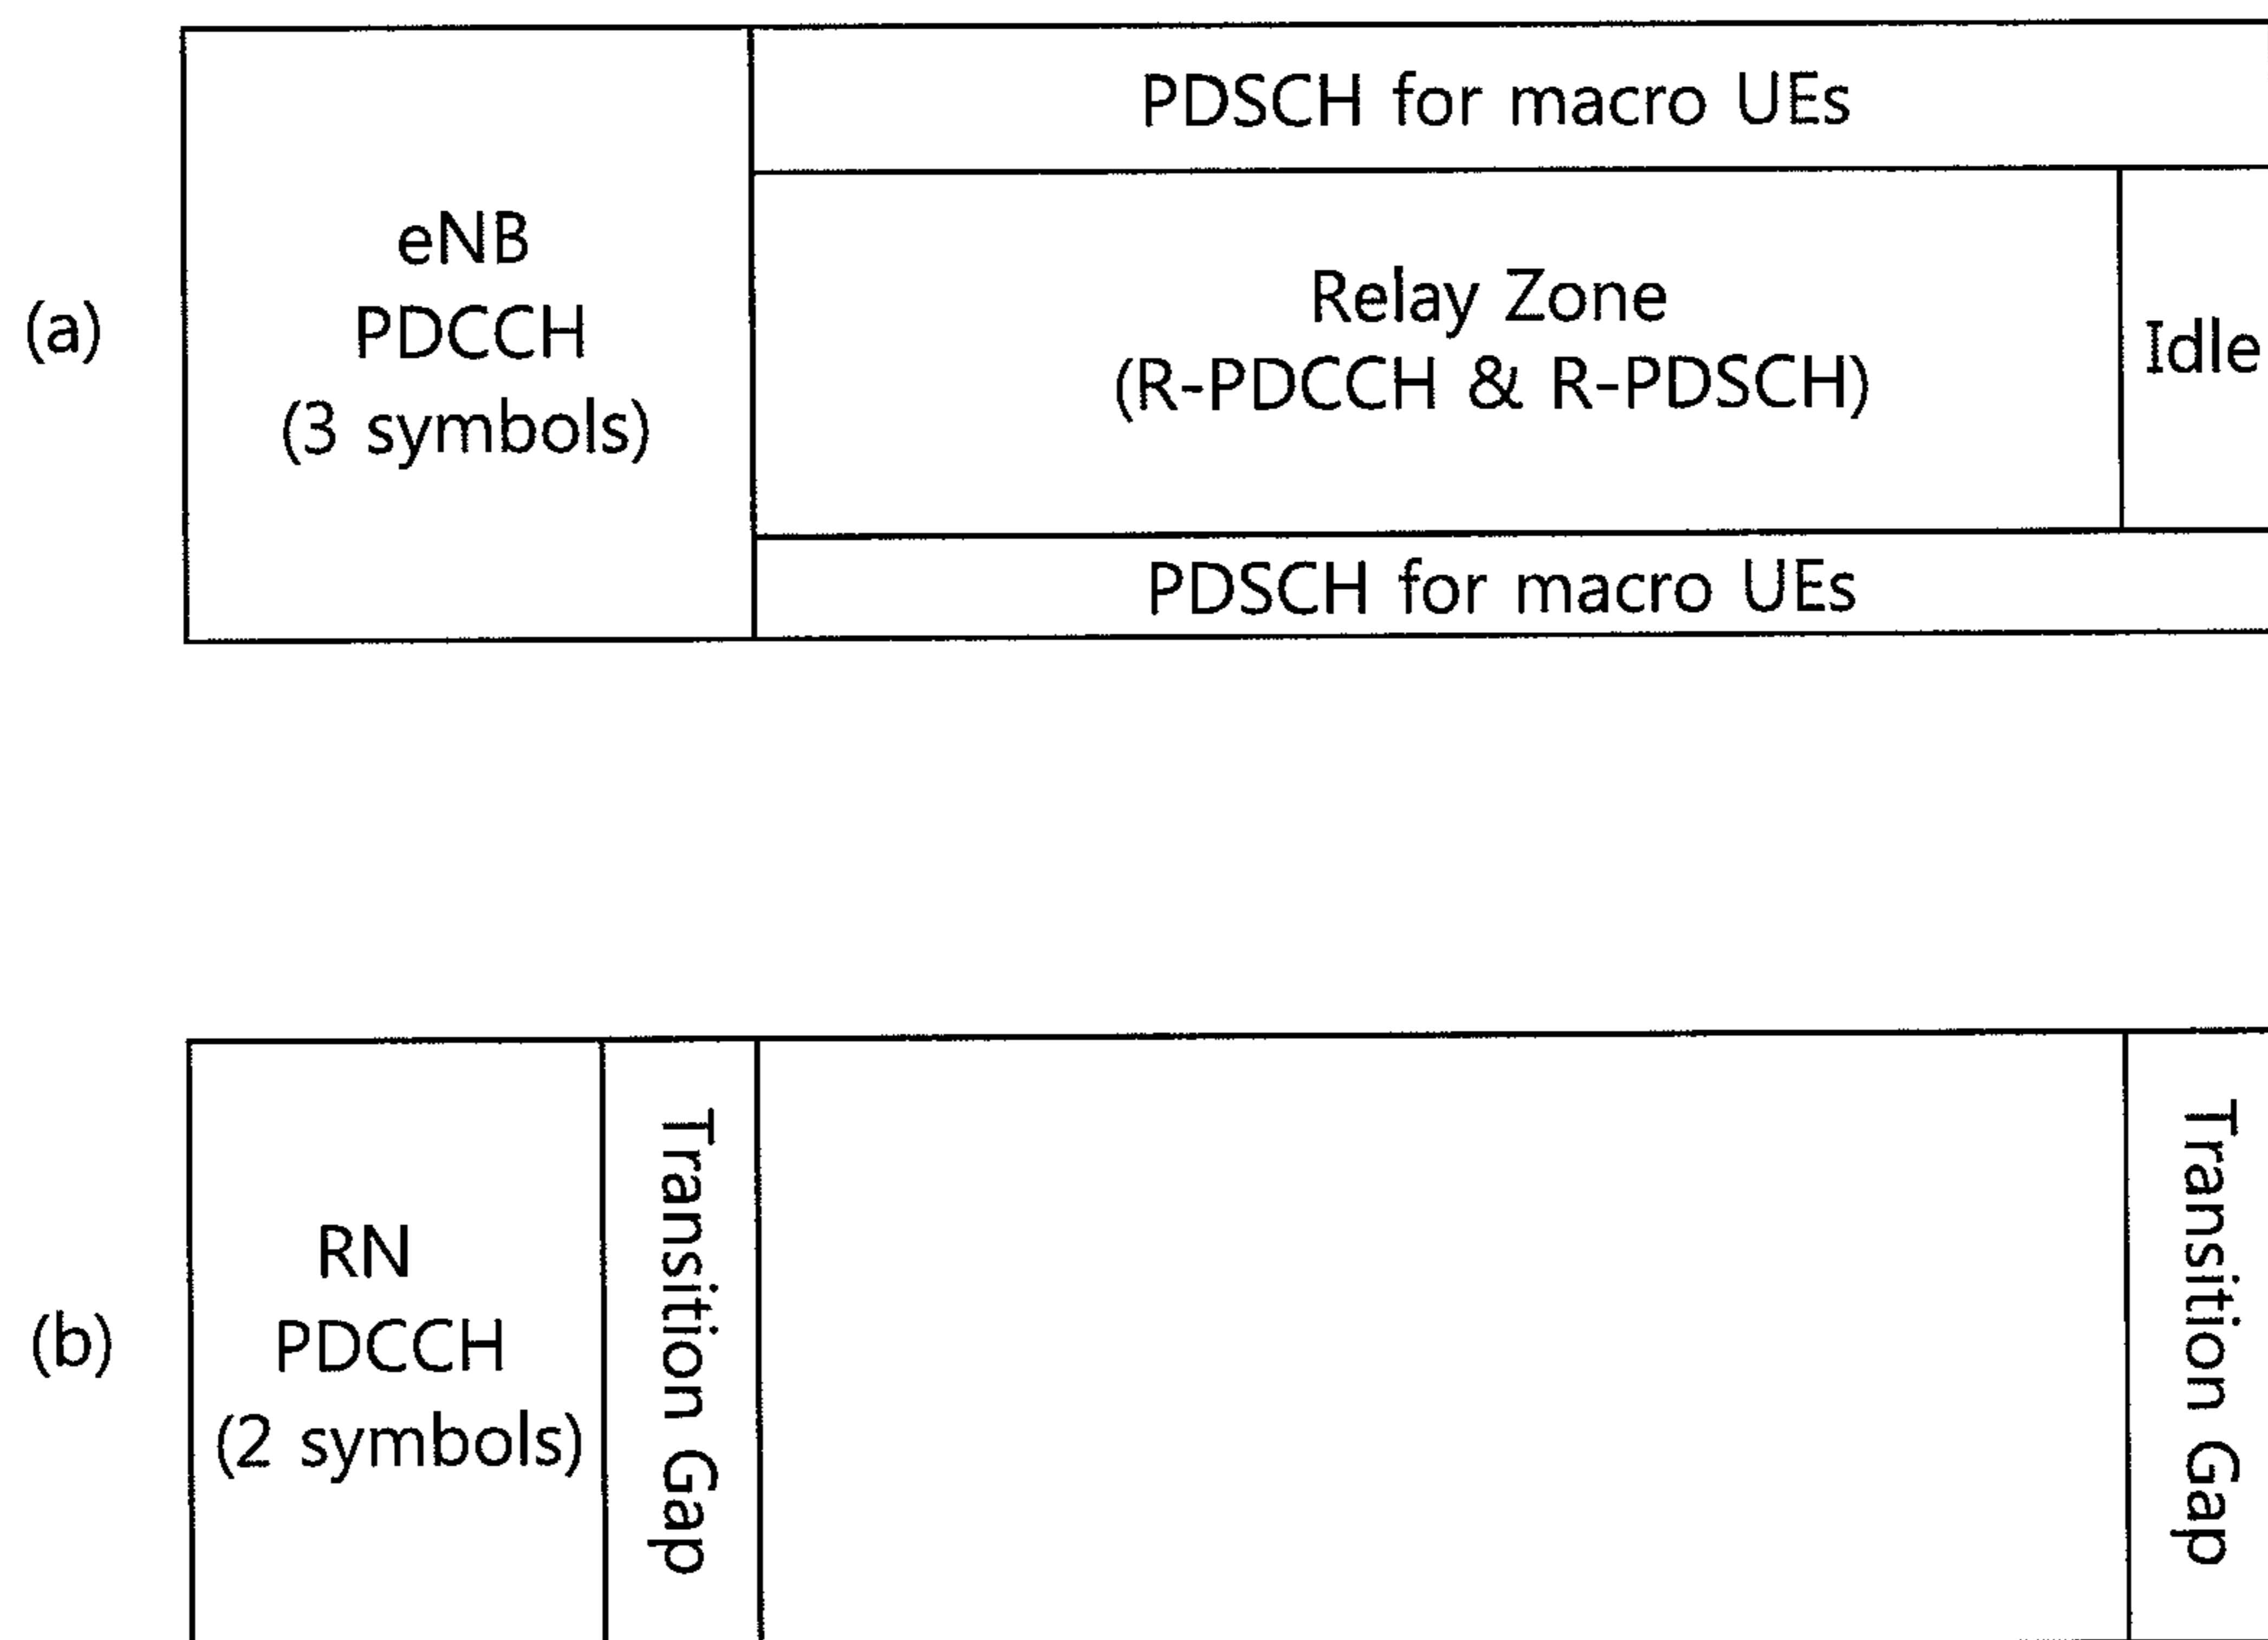 (a)
eNB
PDCCH
(3 symbols)
PDSCH for macro UEs
Relay Zone
(R-PDCCH & R-PDSCH)
Idle
PDSCH for macro UEs
(b)
RN
PDCCH
(2 symbols)
Transition Gap
Transition Gap